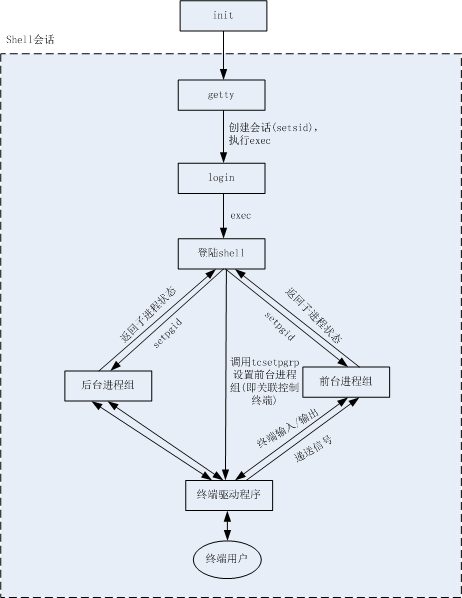 init
Shell会话
getty
创建会话(setsid),
执行exec
login
exec
登陆shell
返回子进程状态
setpgid
返回子进程状态
setpgid
调用tcsetpgrp
设置前台进程
组(即关联控制
终端)
后台进程组
前台进程组
终端输入/输出
递送信号
终端驱动程序
终端用户